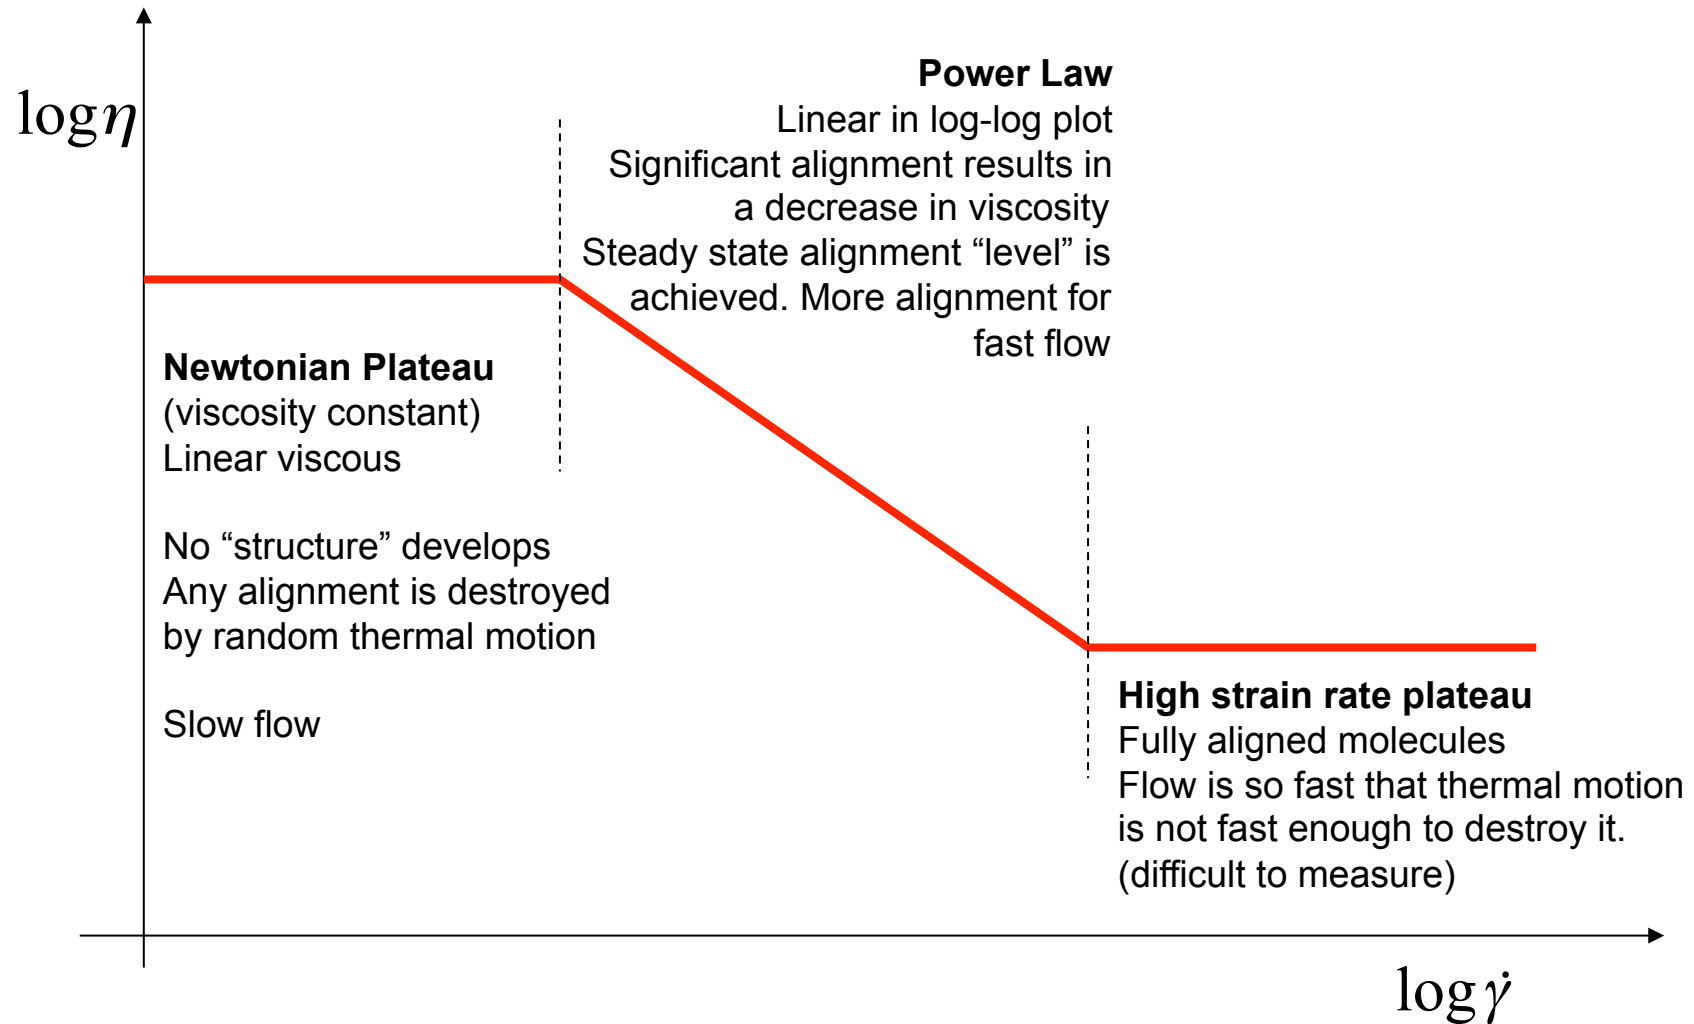 log η
Power Law
Linear in log-log plot
Significant alignment results in
a decrease in viscosity
Steady state alignment “level” is
achieved. More alignment for
fast flow
Newtonian Plateau
(viscosity constant)
Linear viscous
No “structure” develops
Any alignment is destroyed
by random thermal motion
Slow flow
High strain rate plateau
Fully aligned molecules
Flow is so fast that thermal motion
is not fast enough to destroy it.
(difficult to measure)
log γ̇